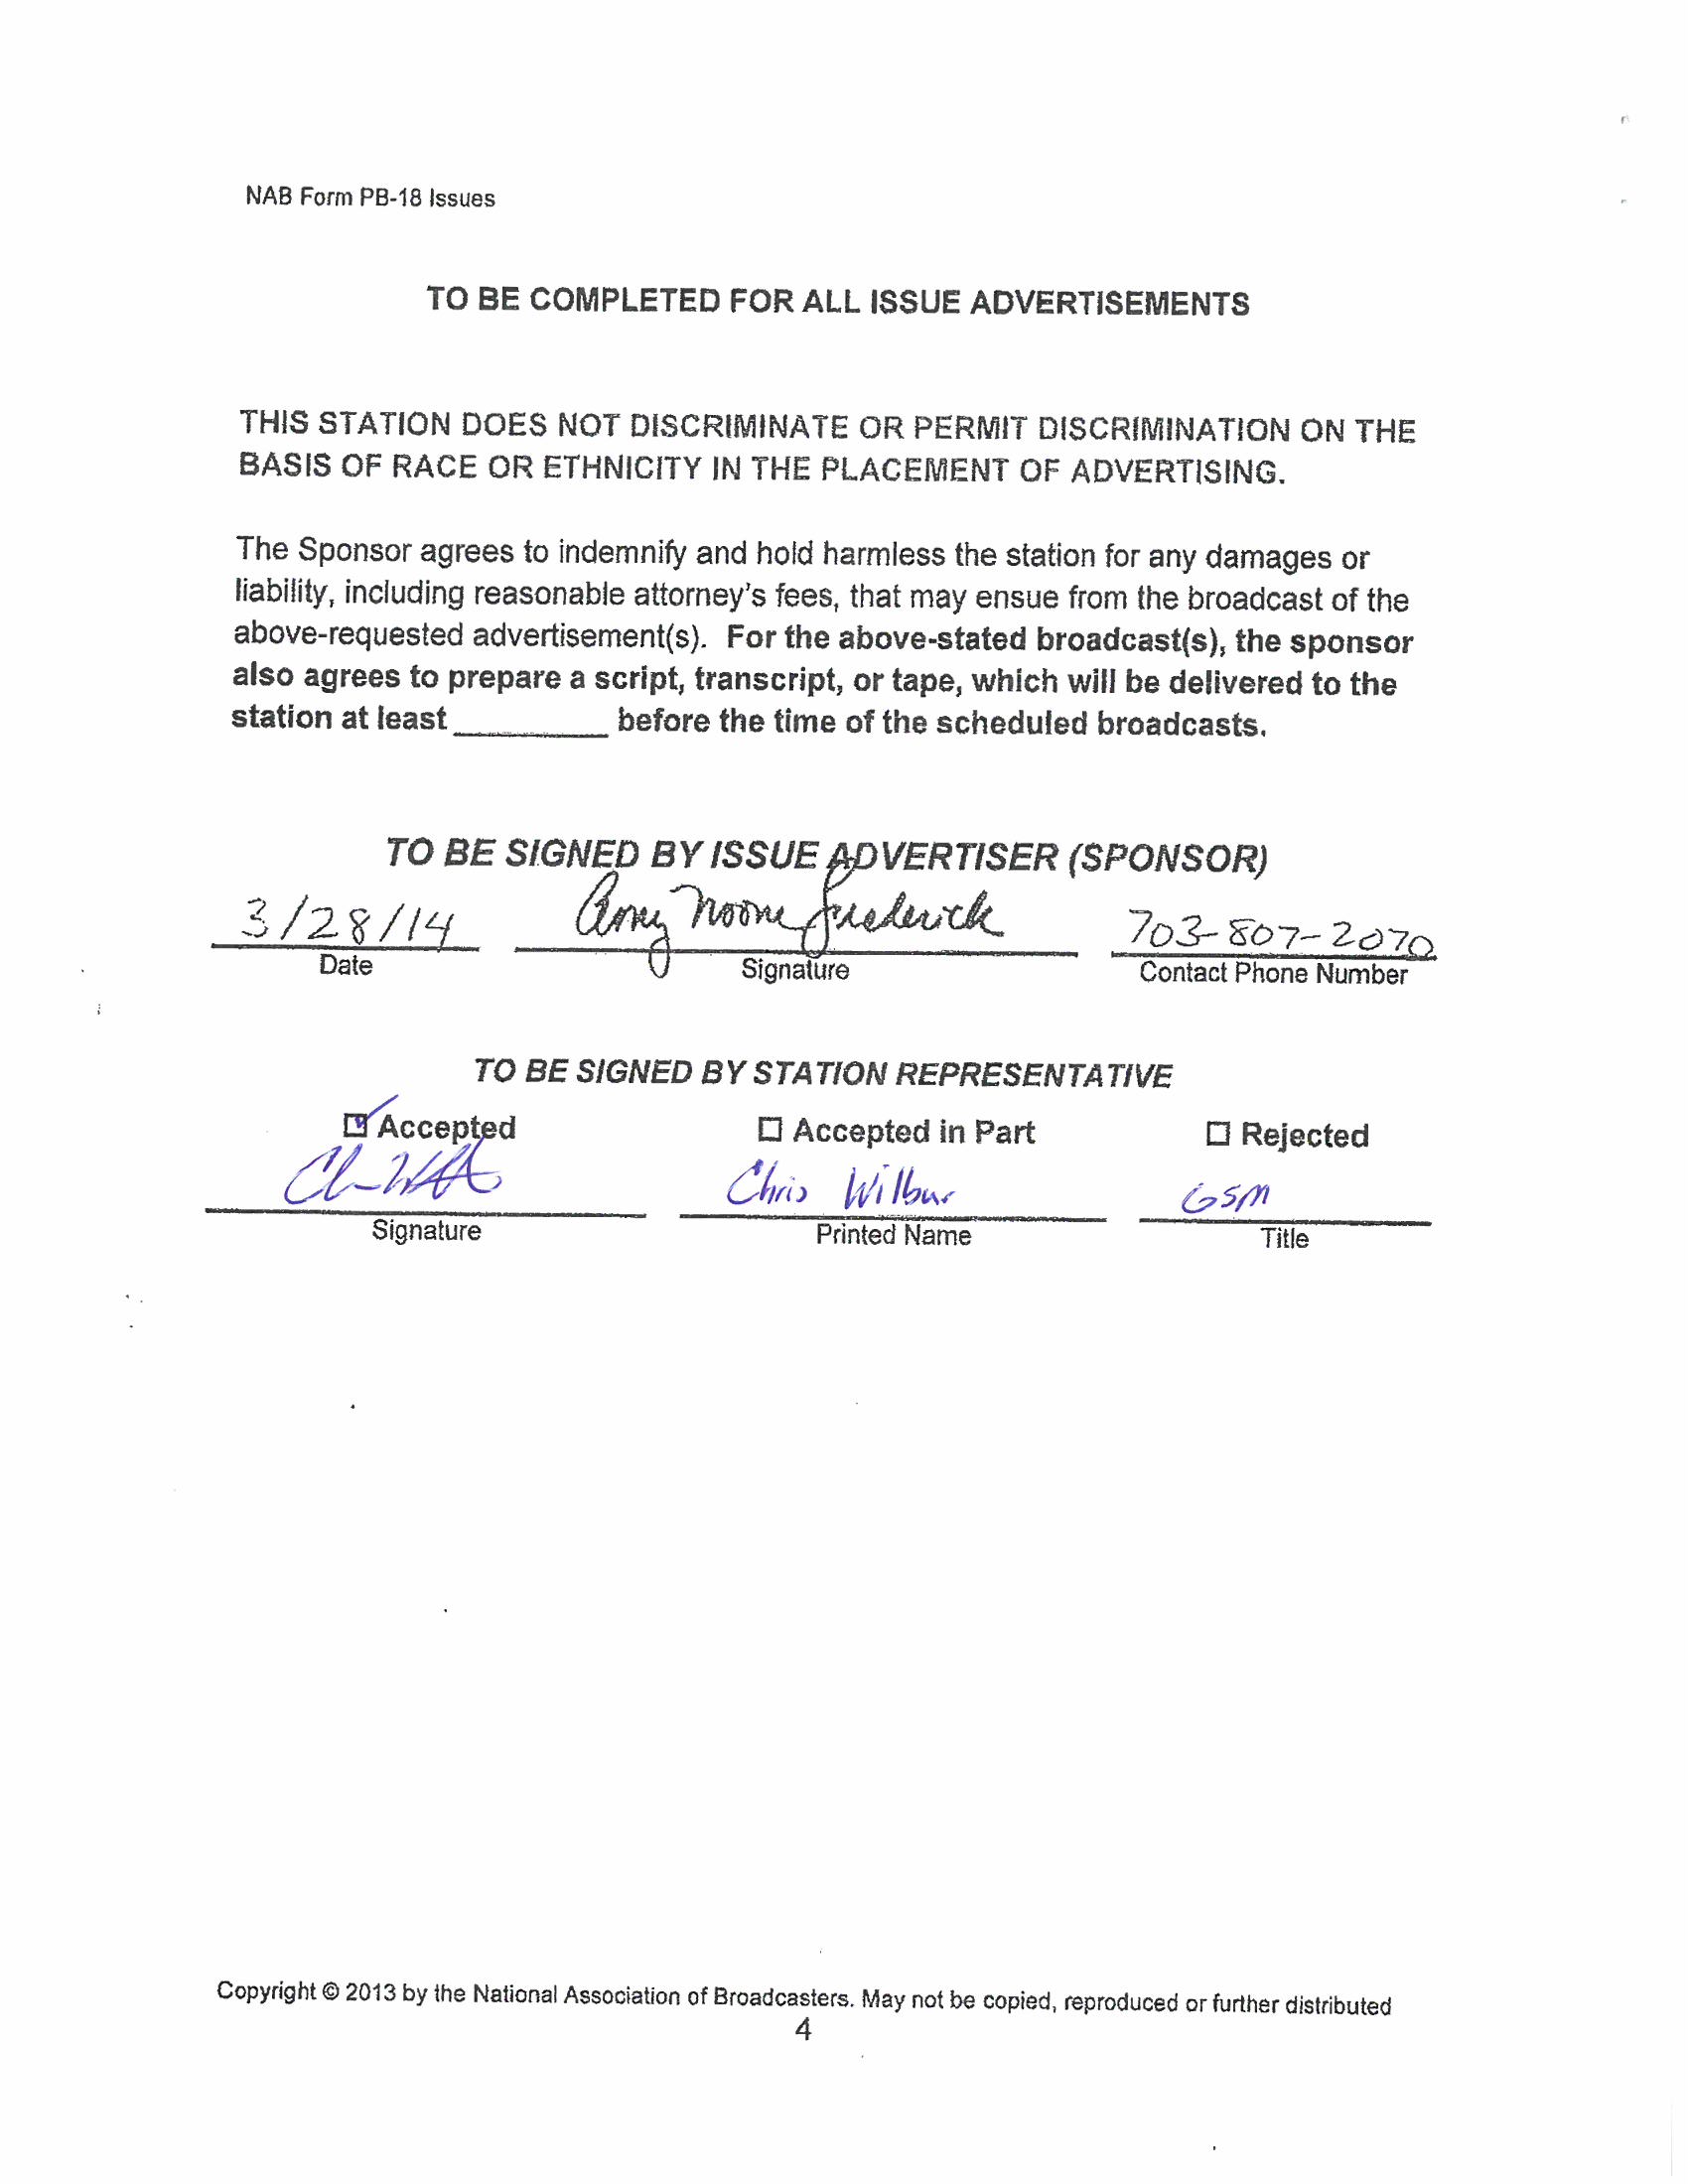 NAB Form PB-18 Issues
TO BE COMPLETED FOR ALL ISSUE ADVERTISEMENTS
THIS STATION DOES NOT DISCRIMINATE OR PERMIT DISCRIMINATION ON THE
BASIS OF RACE OR ETHNICITY IN THE PLACEMENT OF ADVERTISING.
The Sponsor agrees to indemnify and hold harmless the station for any damages or
liability, including reasonable attorney's fees, that may ensue from the broadcast of the
above-requested advertisement(s). For the above-stated broadcast(s), the sponsor
also agrees to prepare a script, transcript, or tape, which will be delivered to the
station at least ________ before the time of the scheduled broadcasts.
TO BE SIGNED BY ISSUE ADVERTISER (SPONSOR)
3/28/14 Amy Noone Frederick 703-807-2070
Date Signature Contact Phone Number
TO BE SIGNED BY STATION REPRESENTATIVE
☑ Accepted ☐ Accepted in Part ☐ Rejected
Chris Wilbur GSM
Signature Printed Name Title
Copyright © 2013 by the National Association of Broadcasters. May not be copied, reproduced or further distributed
4